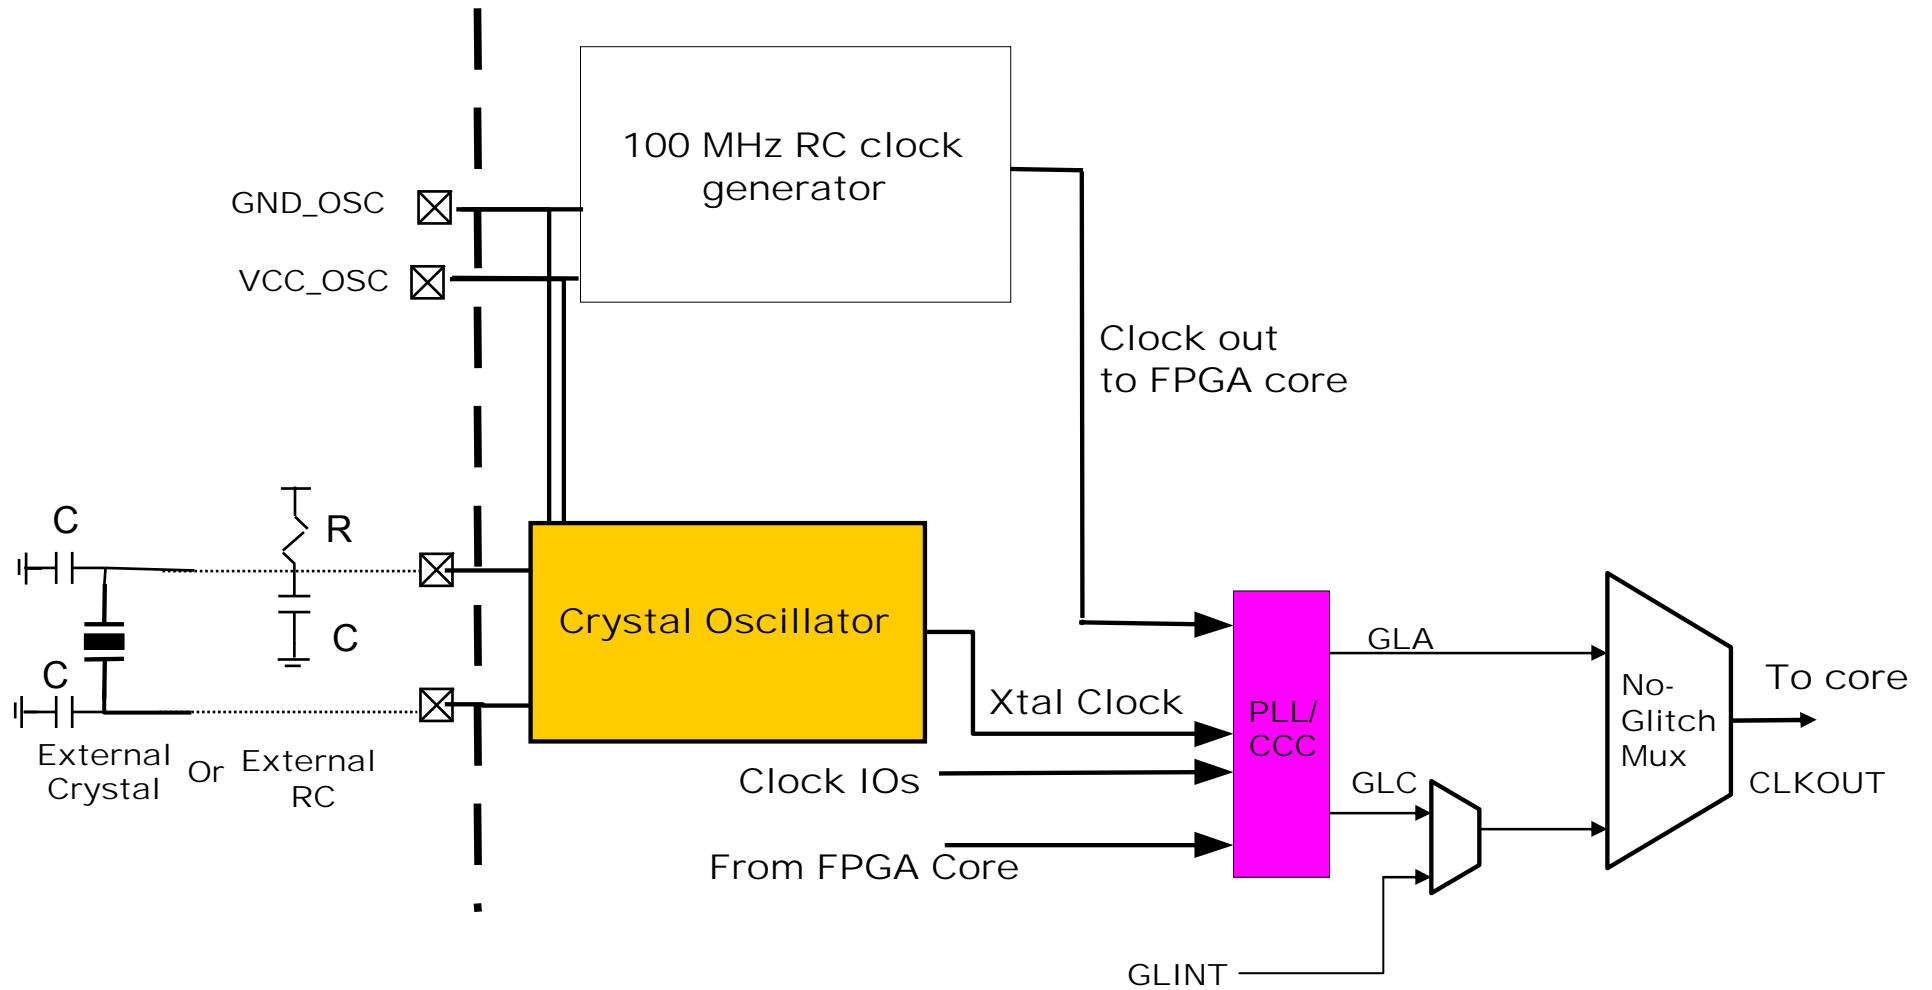 100 MHz RC clock
generator
GND_OSC
VCC_OSC
Clock out
to FPGA core
C
R
C
C
Crystal Oscillator
External
Crystal
Or
External
RC
Xtal Clock
Clock IOs
From FPGA Core
PLL/
CCC
GLA
GLC
GLINT
No-
Glitch
Mux
To core
CLKOUT